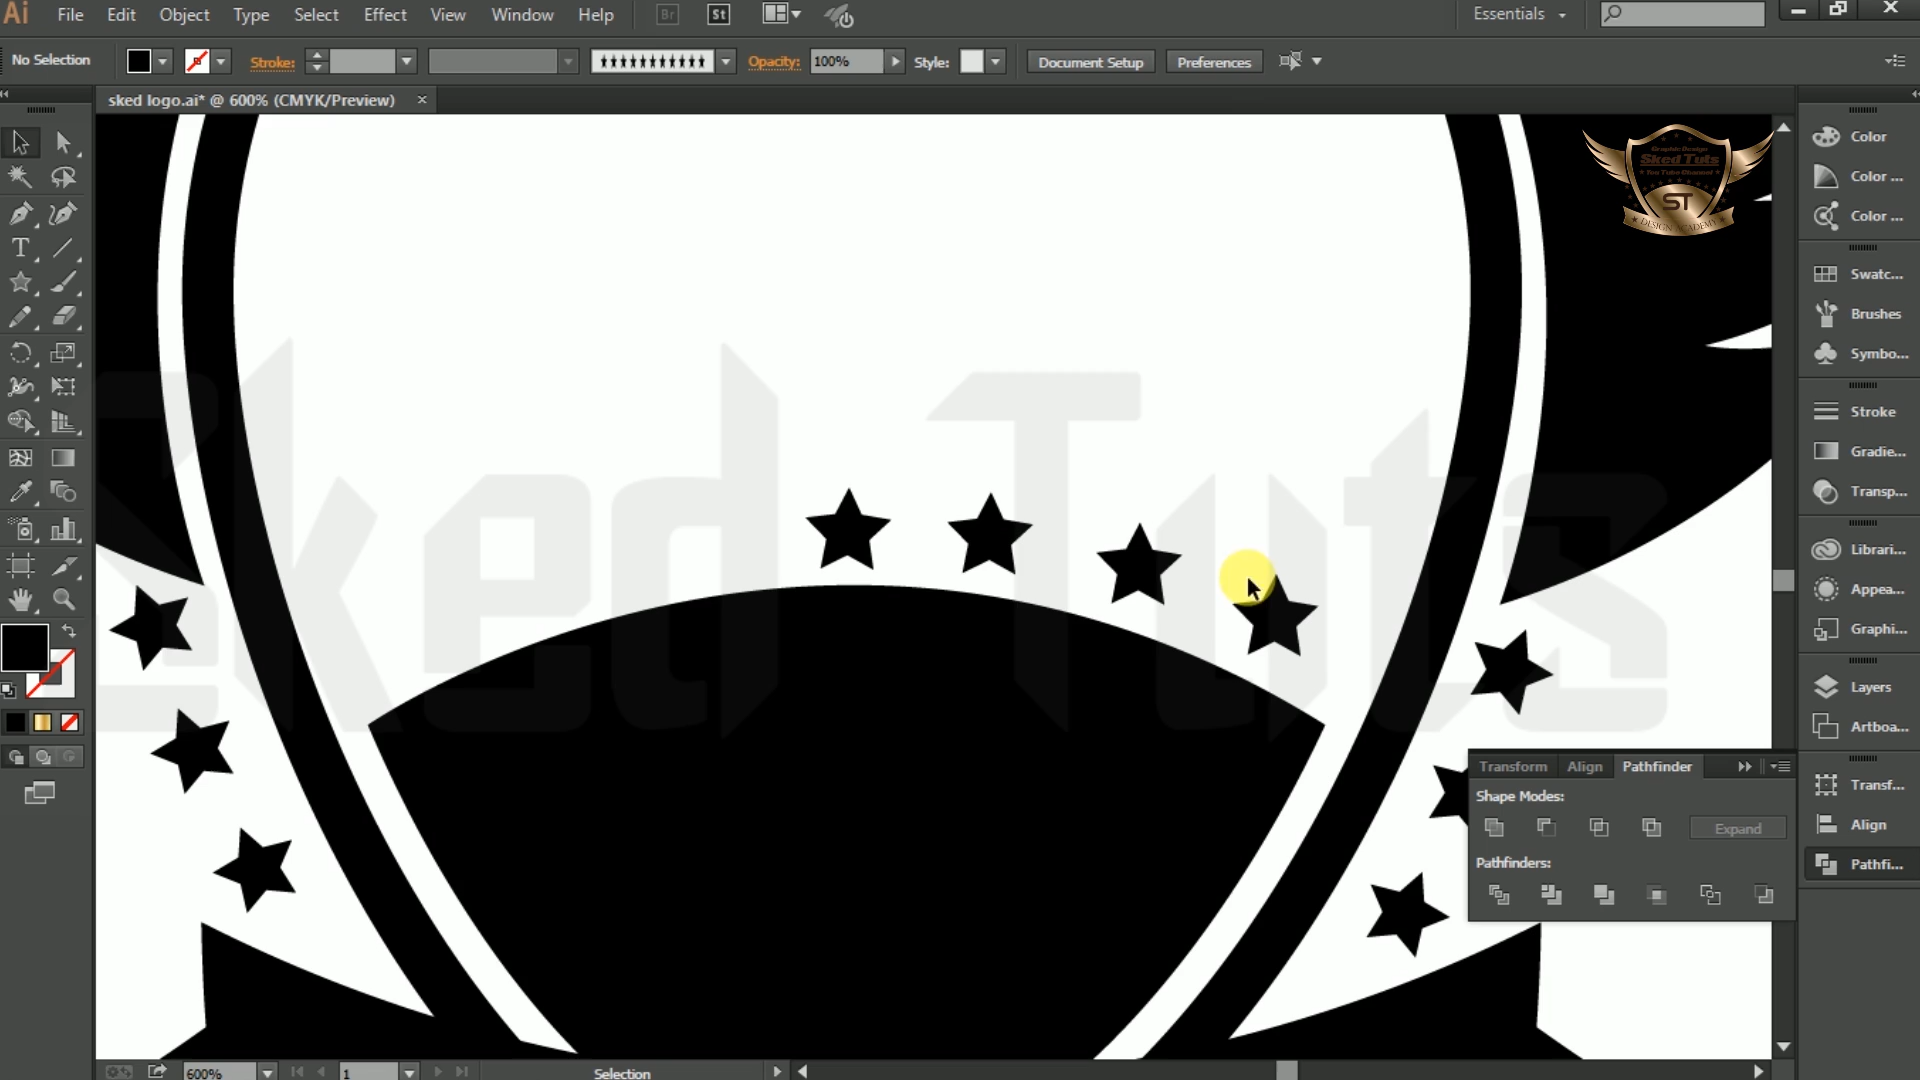 Ai File Edit Object Type Select Effect View Window Help Br St Essentials
No Selection Stroke: Opacity: 100% Style: Document Setup Preferences
sked logo.ai* @ 600% (CMYK/Preview) ×
Graphic Design
Sked Tuts
You Tube Channel
ST
DESIGN ACADEMY
Sked Tuts
Color
Color ...
Color ...
Swatc...
Brushes
Symbo...
Stroke
Gradie...
Transp...
Librari...
Appea...
Graphi...
Layers
Artboa...
Transf...
Align
Pathfi...
Transform Align Pathfinder
Shape Modes:
Expand
Pathfinders:
600% 1 Selection